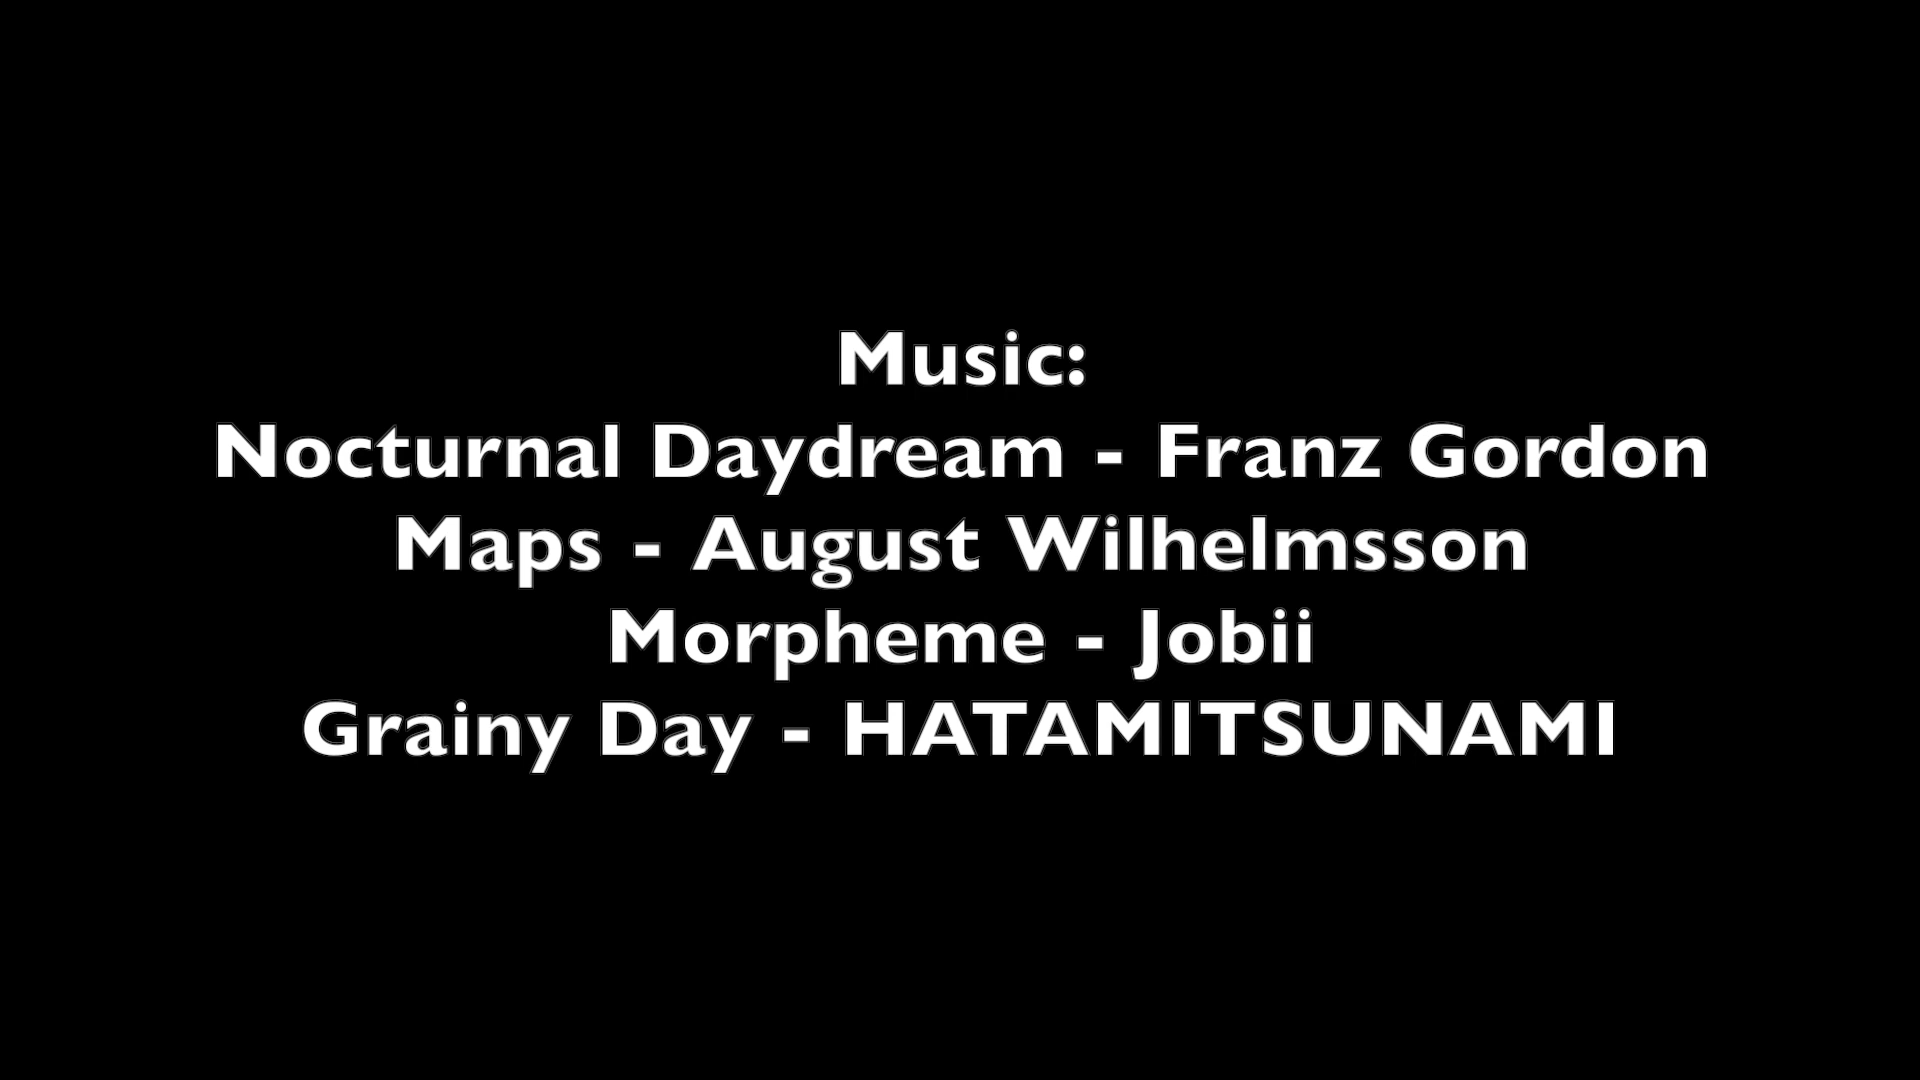 Music:
Nocturnal Daydream - Franz Gordon
Maps - August Wilhelmsson
Morpheme - Jobii
Grainy Day - HATAMITSUNAMI